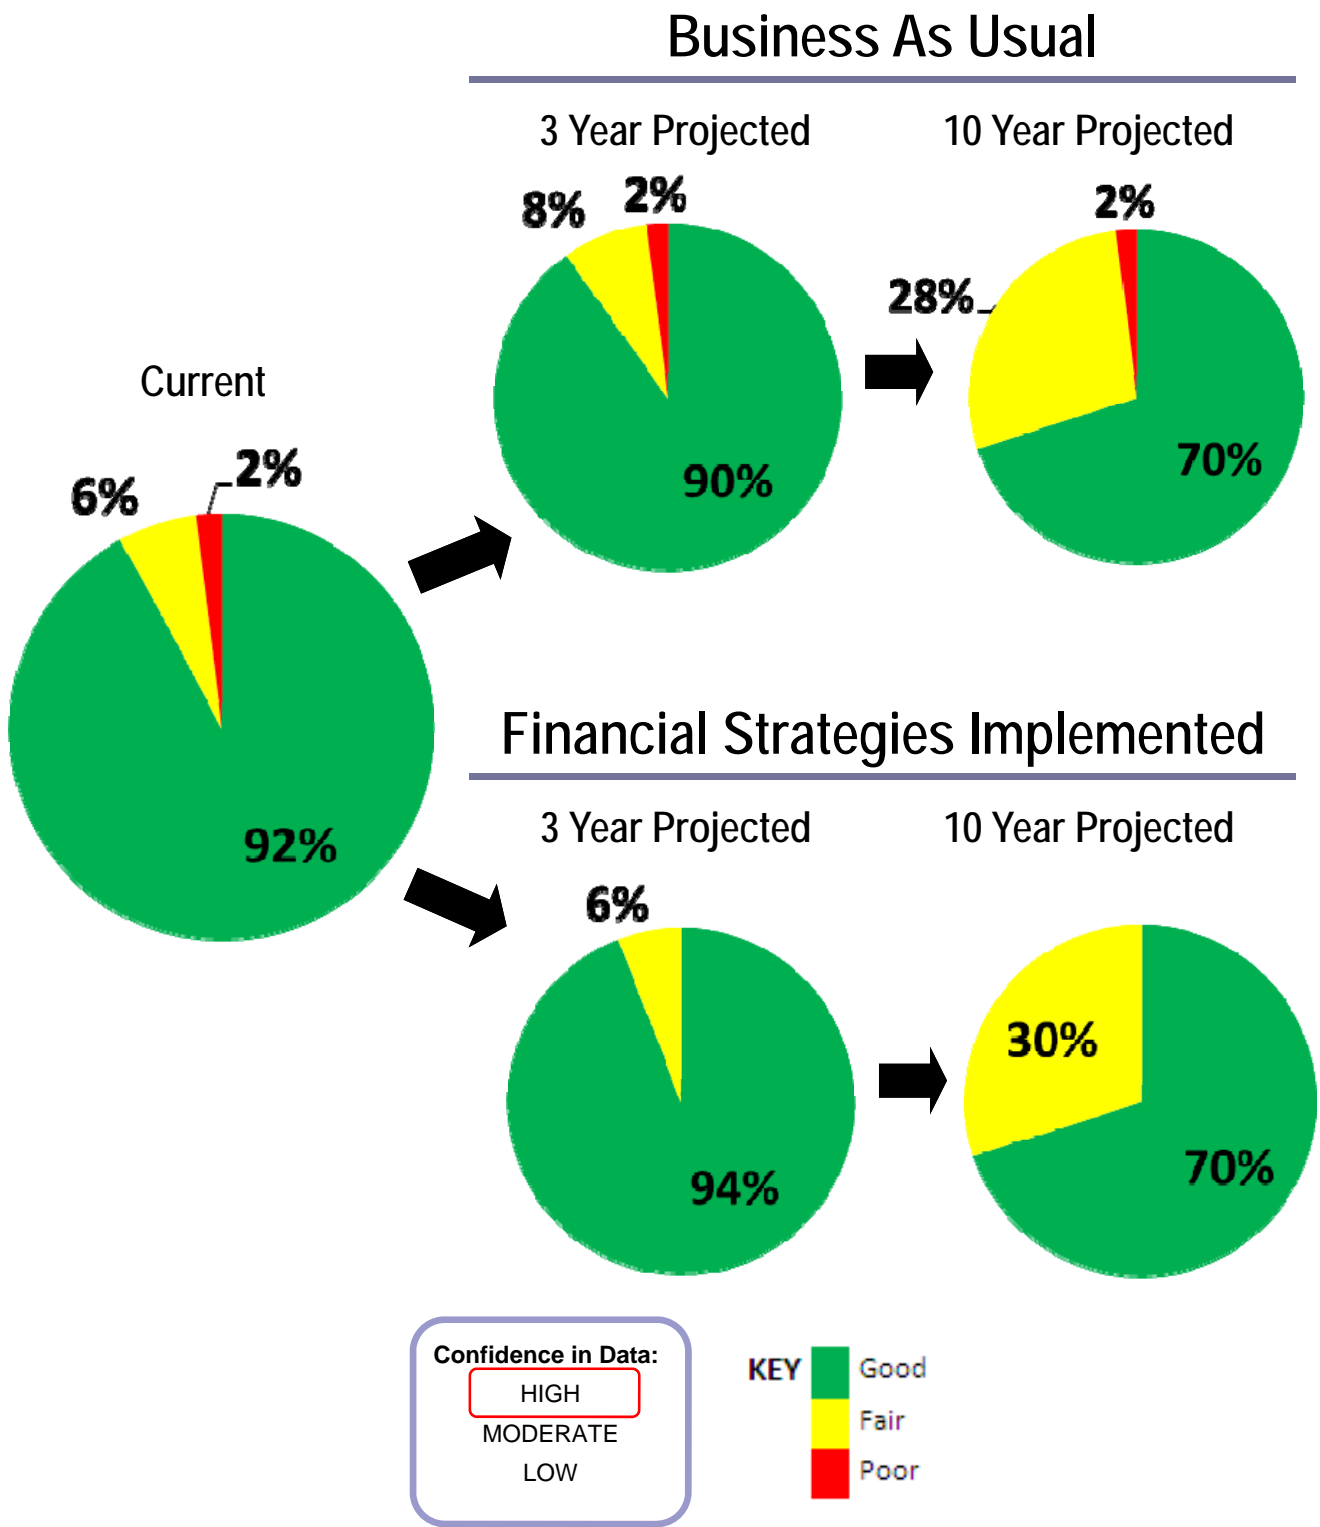 Business As Usual
3 Year Projected
10 Year Projected
8%
2%
90%
2%
28%
70%
Current
6%
2%
92%
Financial Strategies Implemented
3 Year Projected
10 Year Projected
6%
94%
30%
70%
Confidence in Data:
HIGH
MODERATE
LOW
KEY
Good
Fair
Poor